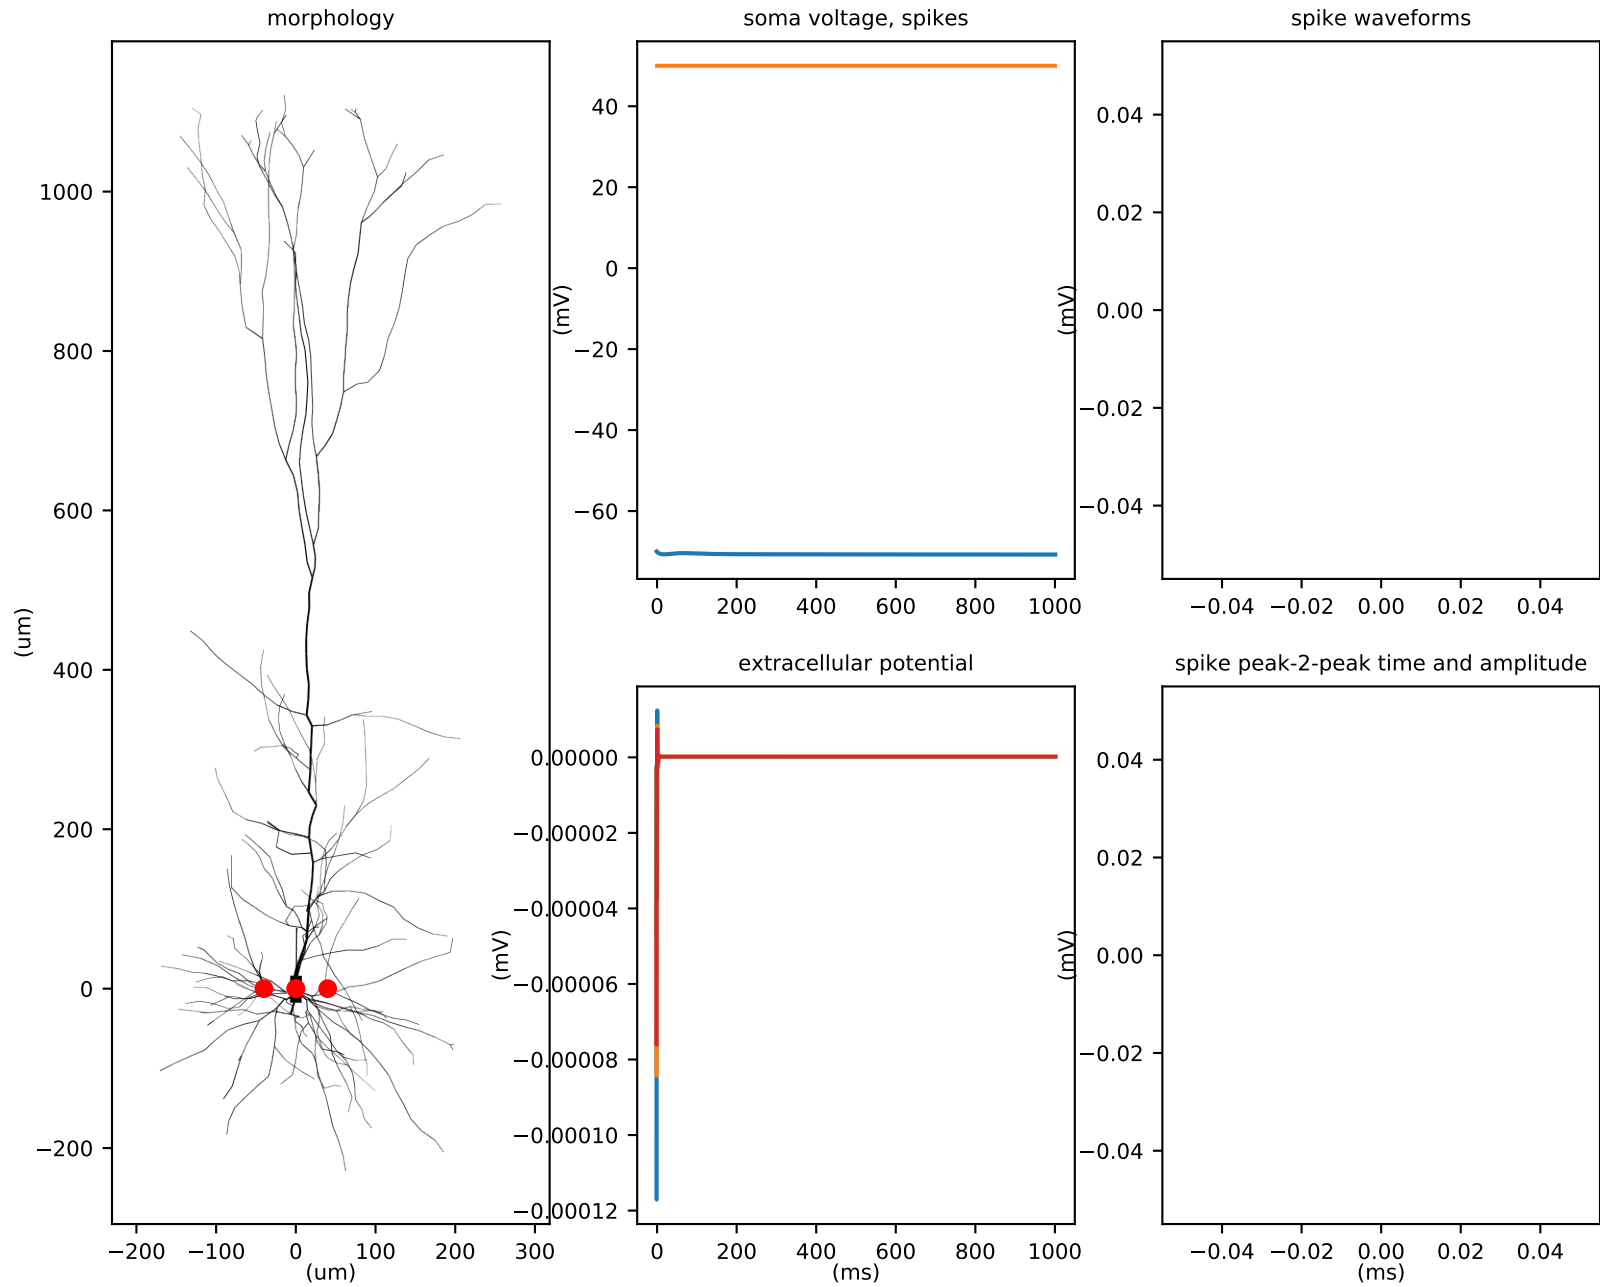 morphology
1000
800
600
400
200
0
−200
(um)
−200 −100 0 100 200 300
(um)
soma voltage, spikes
40
20
0
−20
−40
−60
(mV)
0 200 400 600 800 1000
spike waveforms
0.04
0.02
0.00
−0.02
−0.04
(mV)
−0.04 −0.02 0.00 0.02 0.04
extracellular potential
0.00000
−0.00002
−0.00004
−0.00006
−0.00008
−0.00010
−0.00012
(mV)
0 200 400 600 800 1000
(ms)
spike peak-2-peak time and amplitude
0.04
0.02
0.00
−0.02
−0.04
(mV)
−0.04 −0.02 0.00 0.02 0.04
(ms)